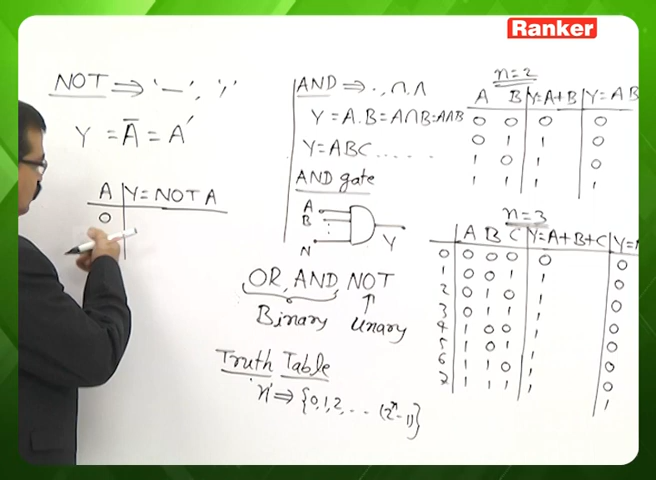 Ranker
NOT ⇒ '—', '/'
Y = A̅ = A′
A Y = NOT A
0
AND ⇒ ., ∩, ∧
Y = A.B = A∩B = A∧B
Y = ABC ......
AND gate
A
B
N
Y
OR, AND NOT
Binary Unary
Truth Table
'n' ⇒ {0,1,2, ... (2ⁿ-1)}
n=2
A B Y=A+B Y=AB
0 0 0 0
0 1 1 0
1 0 1 0
1 1 1 1
n=3
A B C Y=A+B+C Y=
0 0 0 0 0 0
1 0 0 1 1 0
2 0 1 0 1 0
3 0 1 1 1 0
4 1 0 0 1 0
5 1 0 1 1 0
6 1 1 0 1 0
7 1 1 1 1 1